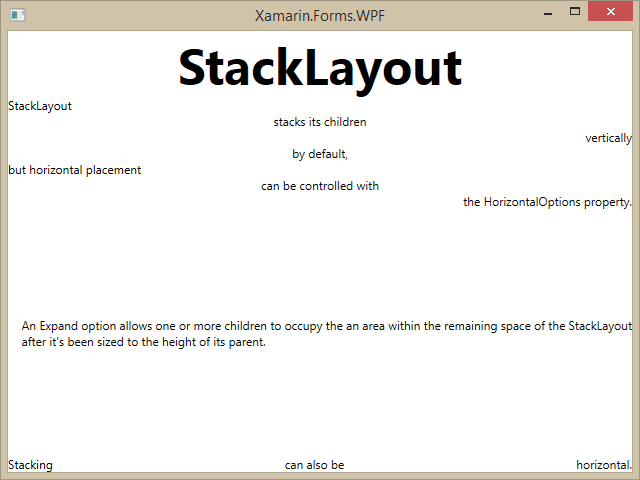 Xamarin.Forms.WPF
StackLayout
StackLayout
stacks its children
vertically
by default,
but horizontal placement
can be controlled with
the HorizontalOptions property.
An Expand option allows one or more children to occupy the an area within the remaining space of the StackLayout
after it's been sized to the height of its parent.
Stacking can also be horizontal.